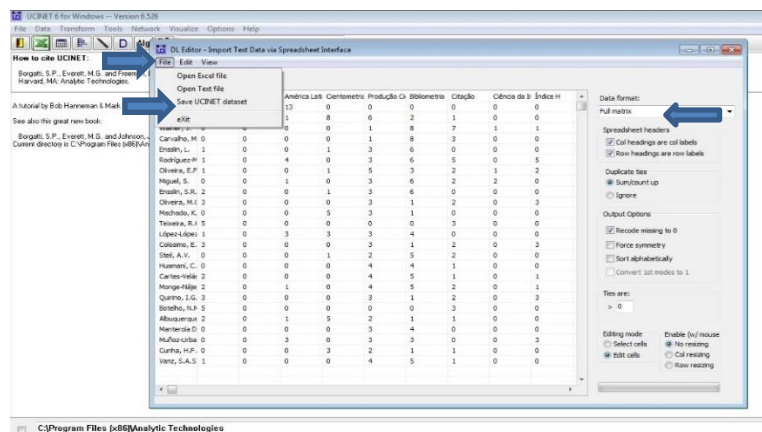 UCINET 6 for Windows -- Version 6.528
File Data Transform Tools Network Visualize Options Help
D
How to cite UCINET:
Borgatti, S.P., Everett, M.G. and
Harvard, MA: Analytic Technologies.
A tutorial by Bob Hanneman & Mark
See also this great new book:
Borgatti, S.P., Everett, M.G. and Johnson,
Current directory is C:\Program Files (x86)\An
DL Editor - Import Text Data via Spreadsheet Interface
File Edit View
Open Excel file
Open Text file
Save UCINET dataset
eXit
América Lati Cientometria Produção Ci Bibliometria Citação Ciência da I Índice H
13 0 0 0 0 0 0
1 8 6 2 1 0 0
0 0 1 8 7 1 1
Carvalho, M 0 0 0 0 1 8 3 0 0
Ensslin, L. 1 0 0 1 3 6 0 0 0
Rodríguez-M 1 0 4 0 3 6 5 0 5
Oliveira, E.F 1 0 0 1 5 3 2 1 2
Miguel, S. 0 0 1 0 3 6 2 2 0
Ensslin, S.R. 2 0 0 1 3 6 0 0 0
Oliveira, M.( 3 0 0 0 3 1 2 0 3
Machado, K. 0 0 0 5 3 1 0 0 0
Teixeira, R.( 5 0 0 0 0 0 3 0 0
López-López 1 0 3 3 3 4 0 0 0
Colosimo, E. 3 0 0 0 3 1 2 0 3
Steil, A.V. 0 0 0 1 2 5 2 0 0
Huamaní, C. 0 0 0 0 4 4 1 0 0
Cartes-Velás 2 0 0 0 4 5 1 0 1
Monge-Náje 2 0 1 0 4 5 2 0 1
Quirino, I.G. 3 0 0 0 3 1 2 0 3
Botelho, N.M 5 0 0 0 0 0 3 0 0
Albuquerque 2 0 1 5 2 1 1 0 0
Manterola D 0 0 0 0 3 4 0 0 0
Muñoz-Urba 0 0 3 0 3 3 0 0 3
Cunha, H.F. 0 0 0 3 2 1 1 0 0
Vanz, S.A.S 1 0 0 0 4 5 1 0 0
Data format:
Full matrix
Spreadsheet headers
Col headings are col labels
Row headings are row labels
Duplicate ties
Sum/count up
Ignore
Output Options
Recode missing to 0
Force symmetry
Sort alphabetically
Convert 1st modes to 1
Ties are:
> 0
Editing mode
Select cells
Edit cells
Enable (w/ mouse
No resizing
Col resizing
Row resizing
C:\Program Files (x86)\Analytic Technologies